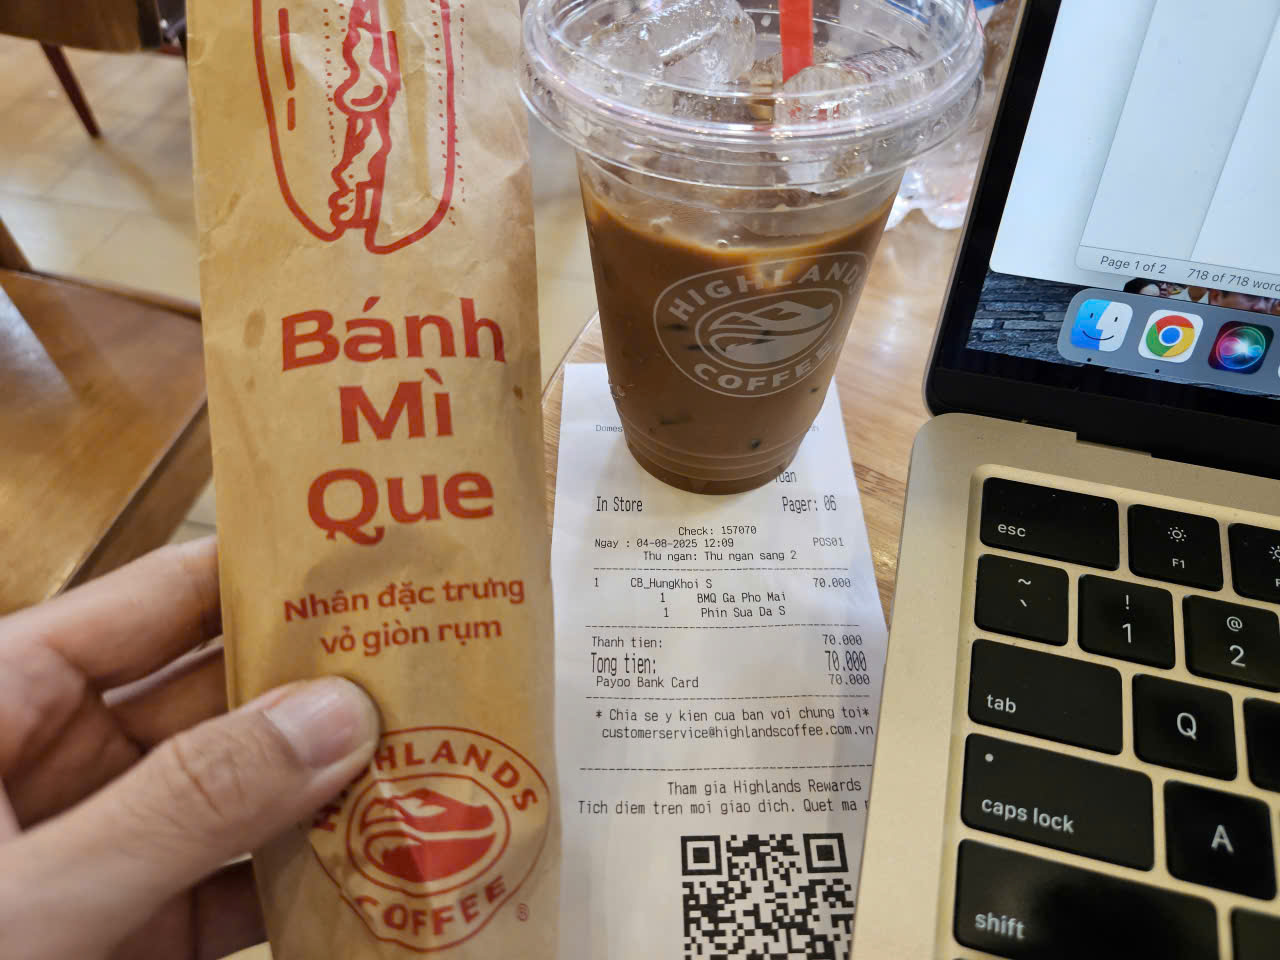 Bánh
Mì
Que
Nhân đặc trưng
vỏ giòn rụm
HIGHLANDS
COFFEE
®
HIGHLANDS
COFFEE
In Store Pager: 06
Check: 157070
Ngay : 04-08-2025 12:09 POS01
Thu ngan: Thu ngan sang 2
1 CB_HungKhoi S 70.000
1 BMQ Ga Pho Mai
1 Phin Sua Da S
Thanh tien: 70.000
Tong tien: 70.000
Payoo Bank Card 70.000
* Chia se y kien cua ban voi chung toi*
customerservice@highlandscoffee.com.vn
Tham gia Highlands Rewards
Tich diem tren moi giao dich. Quet ma
Page 1 of 2 718 of 718 word
esc F1
~ ` ! 1 @ 2
tab Q
caps lock A
shift